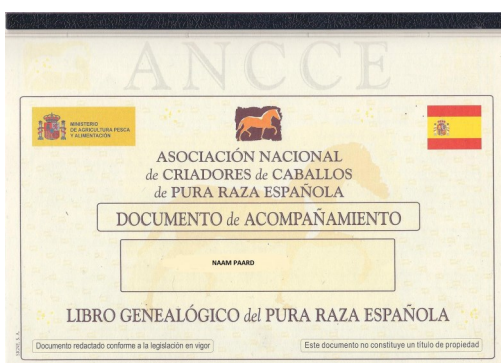 ANCCE
MINISTERIO
DE AGRICULTURA PESCA
Y ALIMENTACIÓN
ASOCIACIÓN NACIONAL
de CRIADORES de CABALLOS
de PURA RAZA ESPAÑOLA
DOCUMENTO de ACOMPAÑAMIENTO
NAAM PAARD
LIBRO GENEALÓGICO del PURA RAZA ESPAÑOLA
Documento redactado conforme a la legislación en vigor
Este documento no constituye un título de propiedad